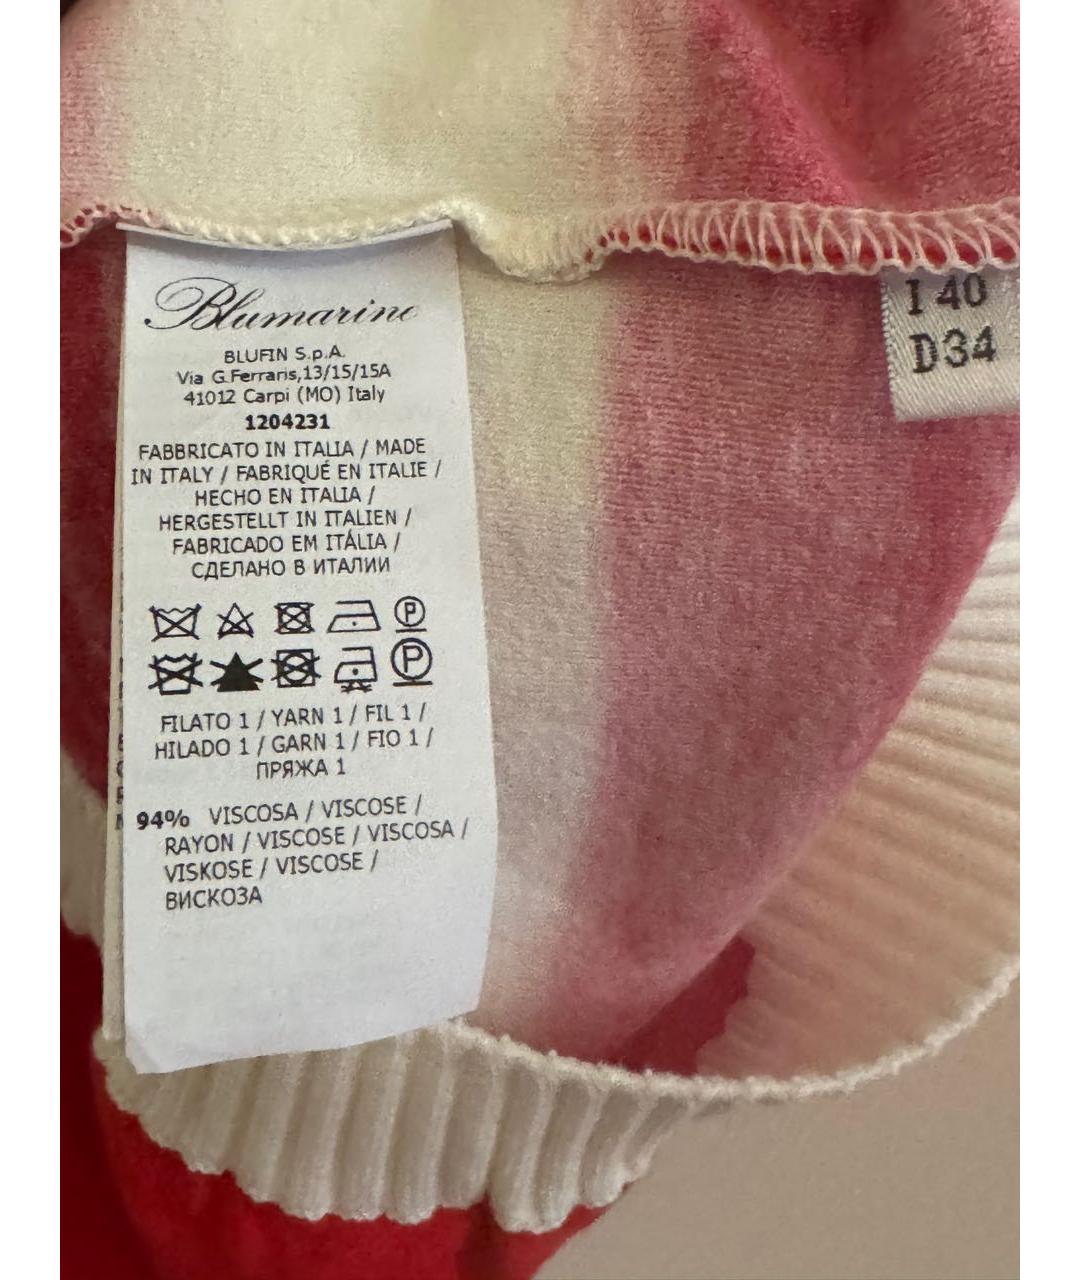 Blumarine
BLUFIN S.p.A.
Via G.Ferraris,13/15/15A
41012 Carpi (MO) Italy
1204231
FABBRICATO IN ITALIA / MADE
IN ITALY / FABRIQUÉ EN ITALIE /
HECHO EN ITALIA /
HERGESTELLT IN ITALIEN /
FABRICADO EM ITÁLIA /
СДЕЛАНО В ИТАЛИИ
P
P
FILATO 1 / YARN 1 / FIL 1 /
HILADO 1 / GARN 1 / FIO 1 /
ПРЯЖА 1
94% VISCOSA / VISCOSE /
RAYON / VISCOSE / VISCOSA /
VISKOSE / VISCOSE /
ВИСКОЗА
I 40
D34